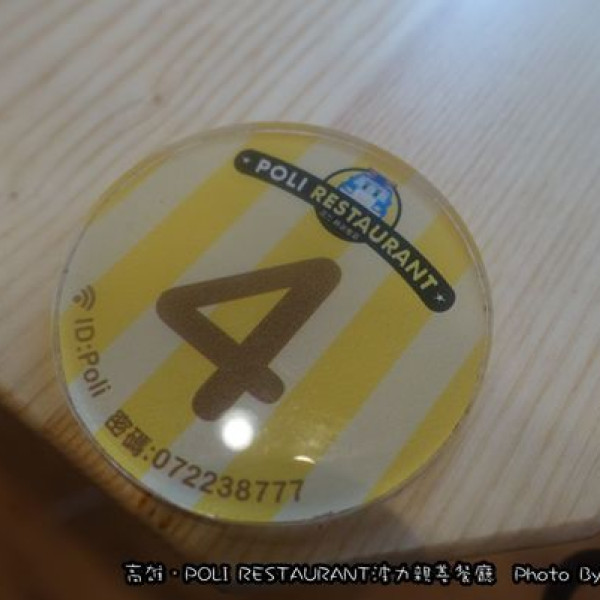 POLI RESTAURANT
4
ID:Poli
密碼:072238777
高雄·POLI RESTAURANT波力親善餐廳 Photo By